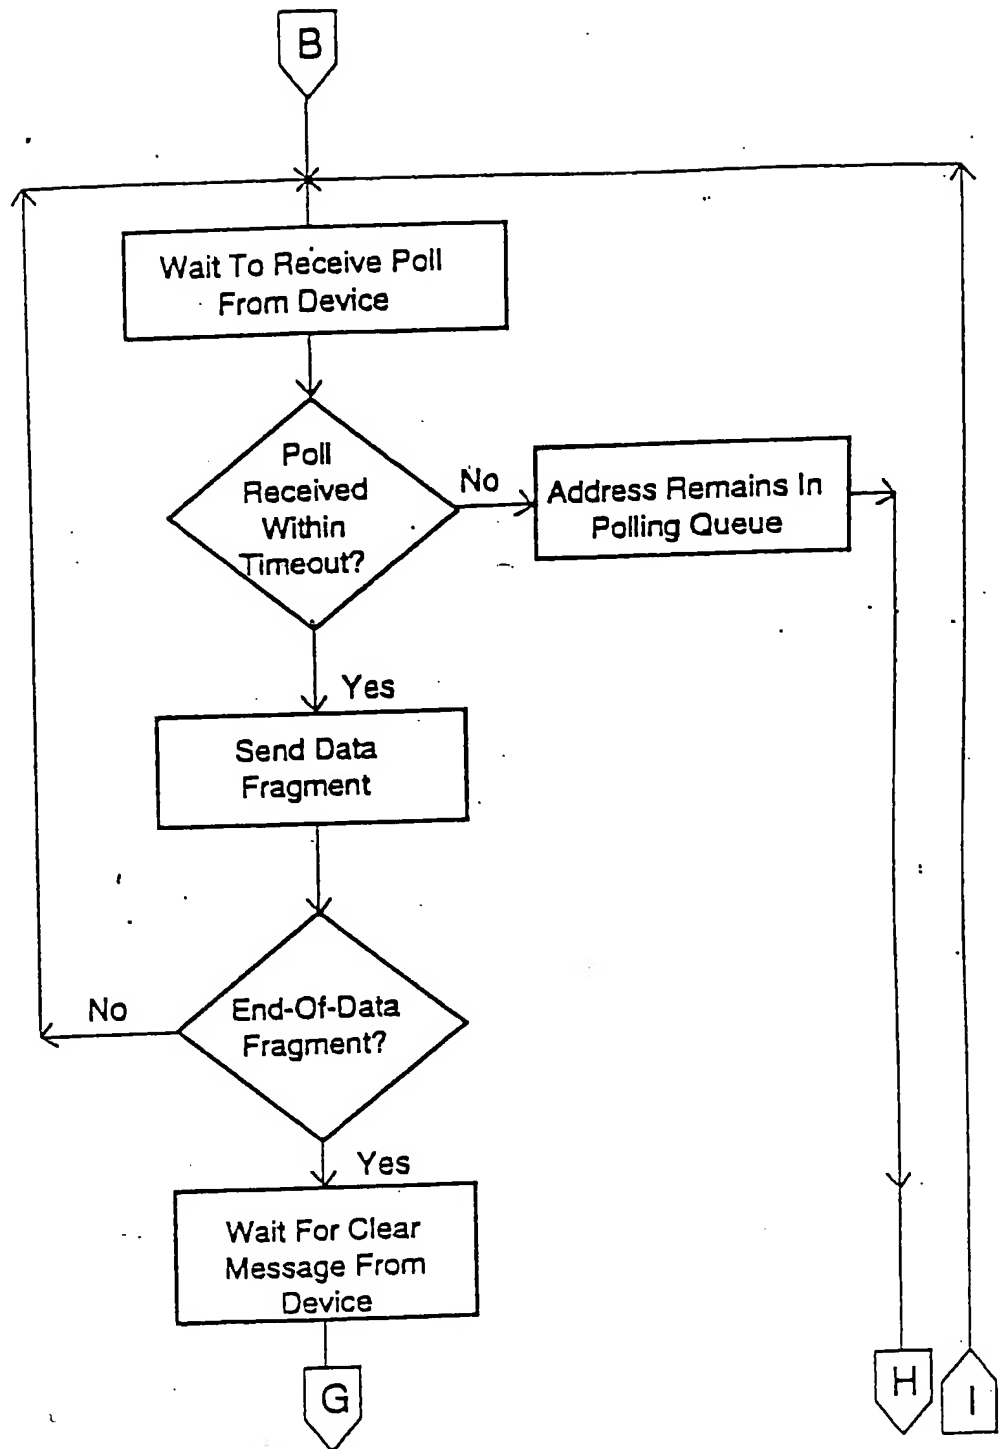 B
Wait To Receive Poll
From Device
Poll
Received
Within
Timeout?
No
Address Remains In
Polling Queue
Yes
Send Data
Fragment
End-Of-Data
Fragment?
No
Yes
Wait For Clear
Message From
Device
G
H
I